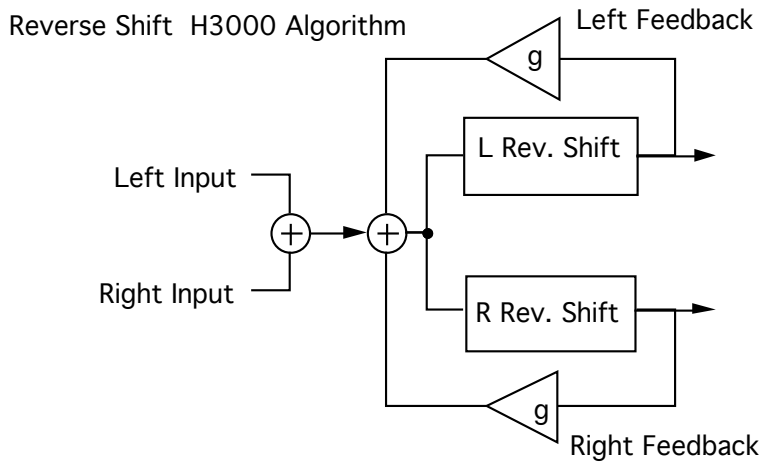 Reverse Shift H3000 Algorithm
Left Feedback
g
L Rev. Shift
Left Input
Right Input
R Rev. Shift
g
Right Feedback